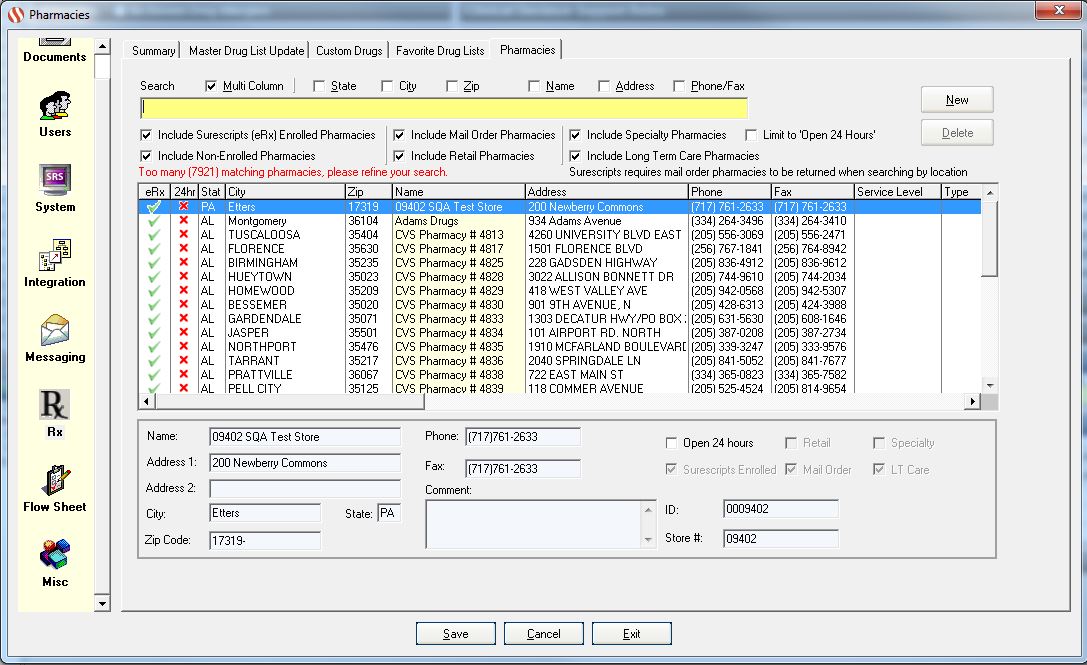 Pharmacies
Documents
Users
SRS
System
Integration
Messaging
Rx
Rx
Flow Sheet
Misc
Summary Master Drug List Update Custom Drugs Favorite Drug Lists Pharmacies
Search Multi Column State City Zip Name Address Phone/Fax
New
Delete
Include Surescripts (eRx) Enrolled Pharmacies Include Mail Order Pharmacies Include Specialty Pharmacies Limit to 'Open 24 Hours'
Include Non-Enrolled Pharmacies Include Retail Pharmacies Include Long Term Care Pharmacies
Too many (7921) matching pharmacies, please refine your search. Surescripts requires mail order pharmacies to be returned when searching by location
eRx 24hr Stat City Zip Name Address Phone Fax Service Level Type
PA Etters 17319 09402 SQA Test Store 200 Newberry Commons (717) 761-2633 (717) 761-2633
AL Montgomery 36104 Adams Drugs 934 Adams Avenue (334) 264-3496 (334) 264-3410
AL TUSCALOOSA 35404 CVS Pharmacy # 4813 4260 UNIVERSITY BLVD EAST (205) 556-3069 (205) 556-2471
AL FLORENCE 35630 CVS Pharmacy # 4817 1501 FLORENCE BLVD (256) 767-1841 (256) 764-8942
AL BIRMINGHAM 35235 CVS Pharmacy # 4825 228 GADSDEN HIGHWAY (205) 836-4912 (205) 836-9612
AL HUEYTOWN 35023 CVS Pharmacy # 4828 3022 ALLISON BONNETT DR (205) 744-9610 (205) 744-2034
AL HOMEWOOD 35209 CVS Pharmacy # 4829 418 WEST VALLEY AVE (205) 942-0568 (205) 942-5307
AL BESSEMER 35020 CVS Pharmacy # 4830 901 9TH AVENUE, N (205) 428-6313 (205) 424-3988
AL GARDENDALE 35071 CVS Pharmacy # 4833 1303 DECATUR HWY/PO BOX (205) 631-5630 (205) 608-1646
AL JASPER 35501 CVS Pharmacy # 4834 101 AIRPORT RD. NORTH (205) 387-0208 (205) 387-2734
AL NORTHPORT 35476 CVS Pharmacy # 4835 1910 MCFARLAND BOULEVARD (205) 339-3247 (205) 333-9576
AL TARRANT 35217 CVS Pharmacy # 4836 2040 SPRINGDALE LN (205) 841-5052 (205) 841-7677
AL PRATTVILLE 36067 CVS Pharmacy # 4838 722 EAST MAIN ST (334) 365-0823 (334) 365-7582
AL PELL CITY 35125 CVS Pharmacy # 4839 118 COMMER AVENUE (205) 525-4524 (205) 814-9654
Name: 09402 SQA Test Store Phone: (717)761-2633 Open 24 hours Retail Specialty
Address 1: 200 Newberry Commons Fax: (717)761-2633 Surescripts Enrolled Mail Order LT Care
Address 2: Comment:
City: Etters State: PA ID: 0009402
Zip Code: 17319- Store #: 09402
Save Cancel Exit